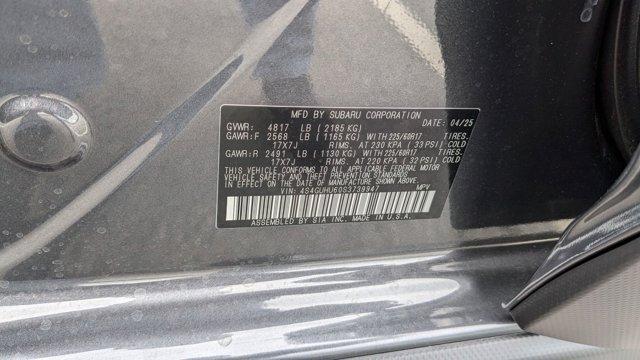 MFD BY SUBARU CORPORATION
GVWR: 4817 LB (2185 KG) DATE: 04/25
GAWR:F 2568 LB (1165 KG) WITH 225/60R17 TIRES.
17X7J RIMS. AT 230 KPA (33 PSI) COLD
GAWR:R 2491 LB (1130 KG) WITH 225/60R17 TIRES.
17X7J RIMS. AT 220 KPA (32 PSI) COLD
THIS VEHICLE CONFORMS TO ALL APPLICABLE FEDERAL MOTOR
VEHICLE SAFETY, BUMPER, AND THEFT
PREVENTION STANDARDS IN EFFECT ON THE DATE OF
MANUFACTURE SHOWN ABOVE.
VIN: 4S4GUHU60S3739947 MPV
ASSEMBLED BY SIA INC. MADE IN U.S.A.